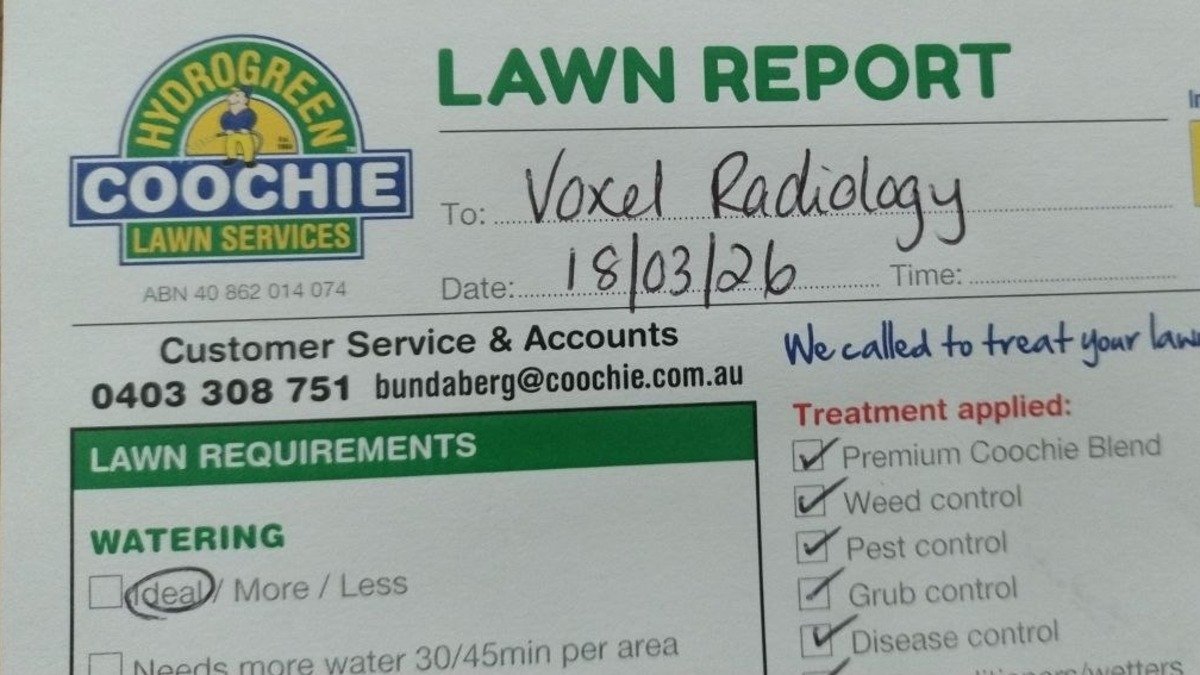 HYDROGREEN
COOCHIE
LAWN SERVICES
ABN 40 862 014 074
LAWN REPORT
To: Voxel Radiology
Date: 18/03/26 Time:
Customer Service & Accounts
0403 308 751 bundaberg@coochie.com.au
LAWN REQUIREMENTS
WATERING
Ideal / More / Less
Needs more water 30/45min per area
We called to treat your lawn
Treatment applied:
Premium Coochie Blend
Weed control
Pest control
Grub control
Disease control